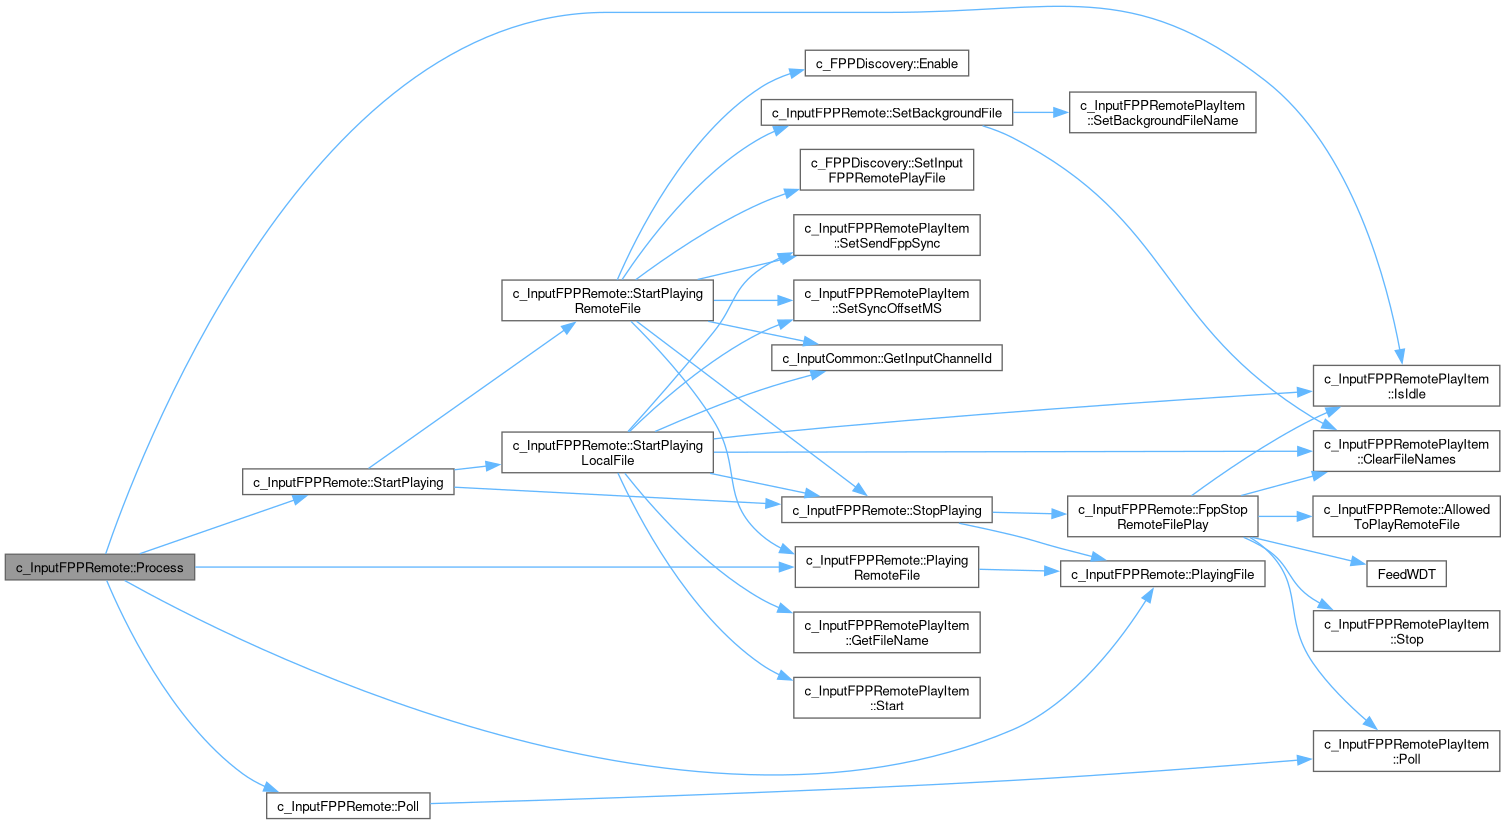 c_InputFPPRemote::Process
c_InputFPPRemote::StartPlaying
c_InputFPPRemote::Poll
c_InputFPPRemote::StartPlaying
RemoteFile
c_InputFPPRemote::StartPlaying
LocalFile
c_FPPDiscovery::Enable
c_InputFPPRemote::SetBackgroundFile
c_FPPDiscovery::SetInput
FPPRemotePlayFile
c_InputFPPRemotePlayItem
::SetSendFppSync
c_InputFPPRemotePlayItem
::SetSyncOffsetMS
c_InputCommon::GetInputChannelId
c_InputFPPRemote::StopPlaying
c_InputFPPRemote::Playing
RemoteFile
c_InputFPPRemotePlayItem
::GetFileName
c_InputFPPRemotePlayItem
::Start
c_InputFPPRemotePlayItem
::SetBackgroundFileName
c_InputFPPRemote::FppStop
RemoteFilePlay
c_InputFPPRemote::PlayingFile
c_InputFPPRemotePlayItem
::IsIdle
c_InputFPPRemotePlayItem
::ClearFileNames
c_InputFPPRemote::Allowed
ToPlayRemoteFile
FeedWDT
c_InputFPPRemotePlayItem
::Stop
c_InputFPPRemotePlayItem
::Poll